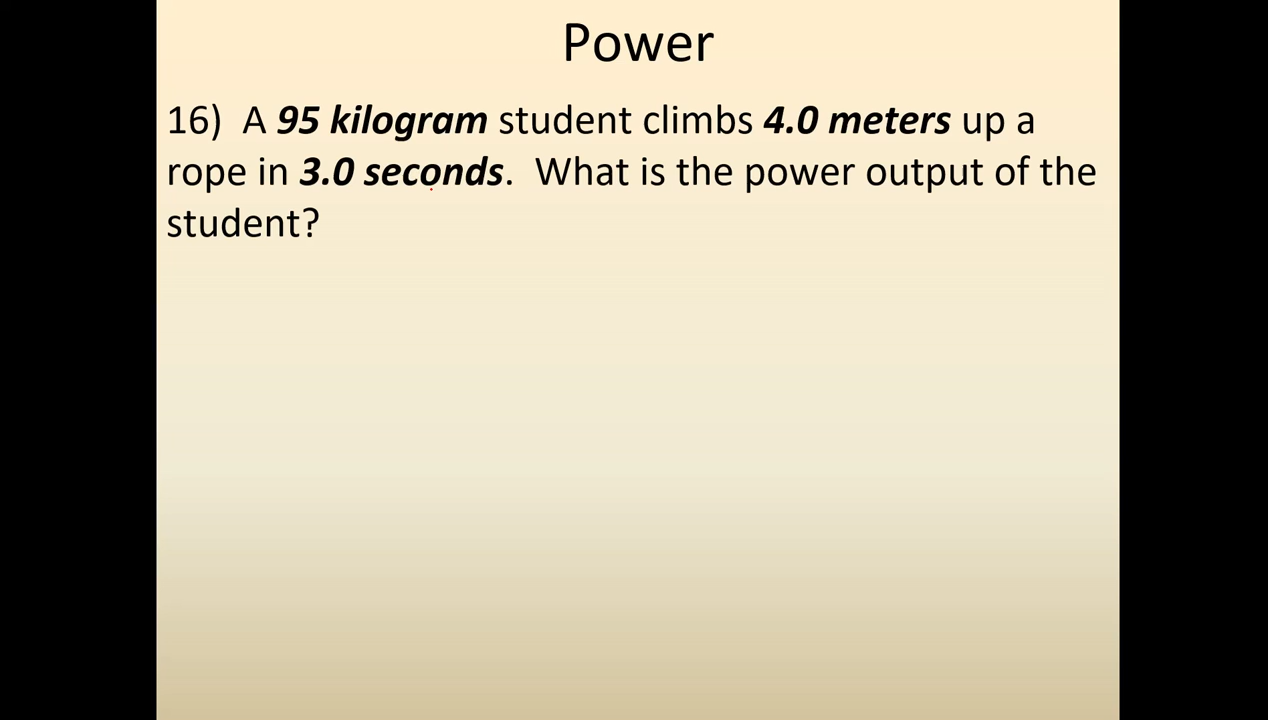 Power
16) A 95 kilogram student climbs 4.0 meters up a
rope in 3.0 seconds. What is the power output of the
student?